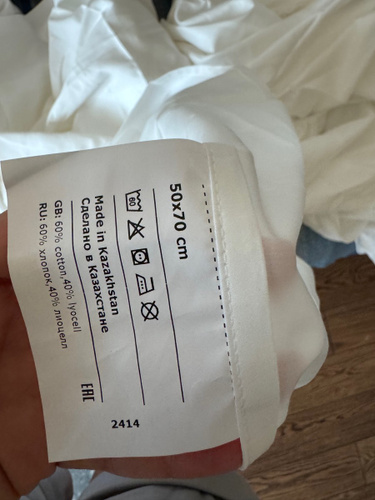 50x70 cm
60
Made in Kazakhstan
Сделано в Казахстане
GB: 60% cotton,40% lyocell
RU: 60% хлопок,40% лиоцелл
EAC
2414